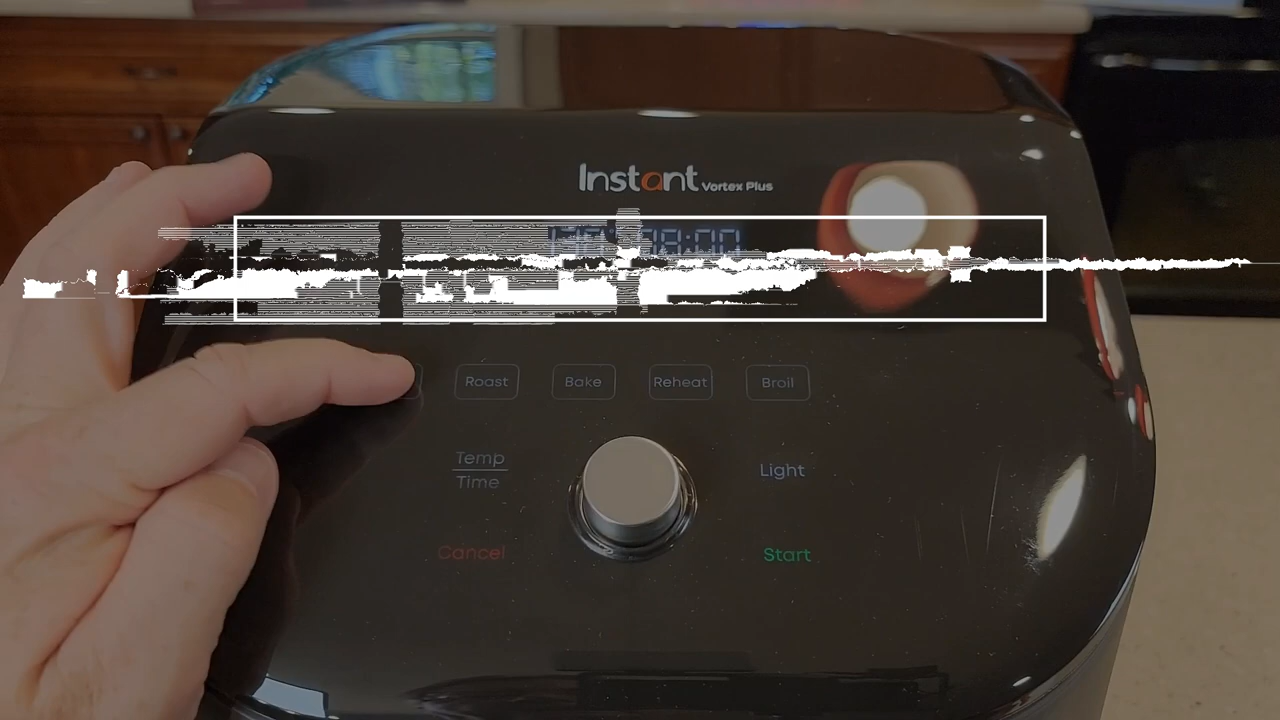 Instant Vortex Plus
Roast Bake Reheat Broil
Temp
Time
Light
Cancel
Start